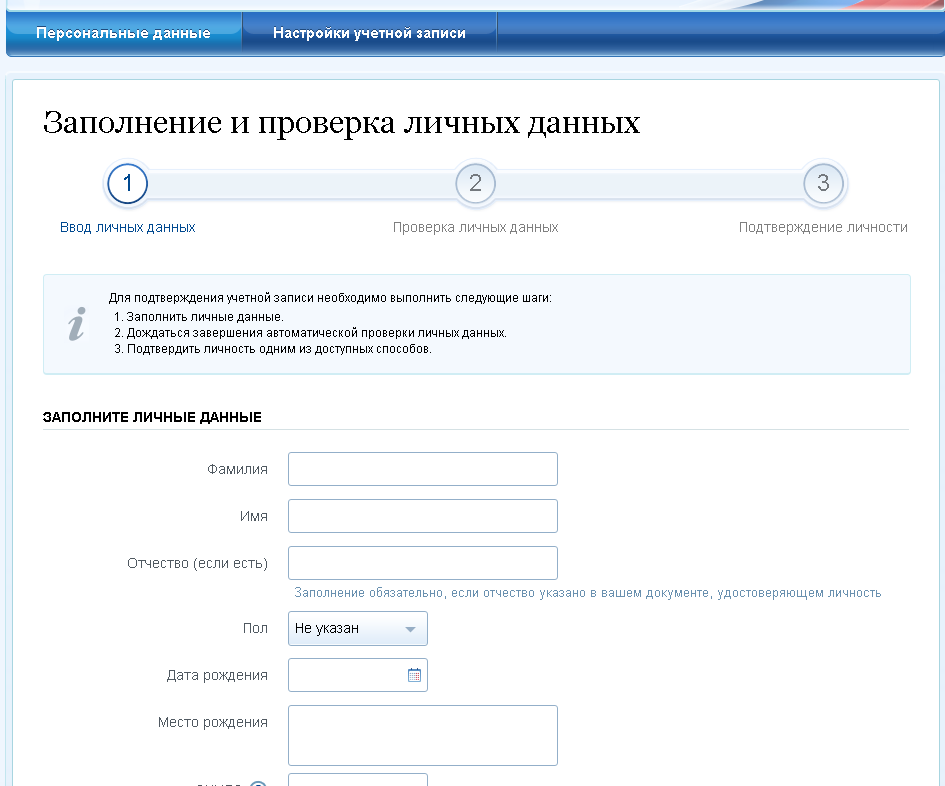 Персональные данные
Настройки учетной записи
Заполнение и проверка личных данных
1
2
3
Ввод личных данных
Проверка личных данных
Подтверждение личности
Для подтверждения учетной записи необходимо выполнить следующие шаги:
1. Заполнить личные данные.
2. Дождаться завершения автоматической проверки личных данных.
3. Подтвердить личность одним из доступных способов.
ЗАПОЛНИТЕ ЛИЧНЫЕ ДАННЫЕ
Фамилия
Имя
Отчество (если есть)
Заполнение обязательно, если отчество указано в вашем документе, удостоверяющем личность
Пол
Не указан
Дата рождения
Место рождения